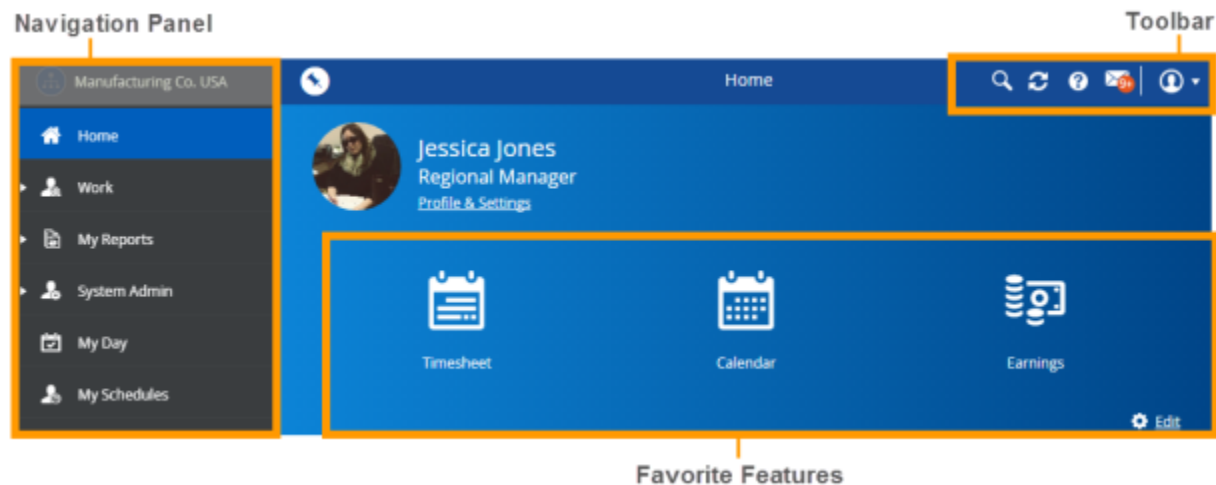 Navigation Panel
Toolbar
Manufacturing Co. USA
Home
9+
Home
Work
My Reports
System Admin
My Day
My Schedules
Jessica Jones
Regional Manager
Profile & Settings
Timesheet
Calendar
Earnings
Edit
Favorite Features